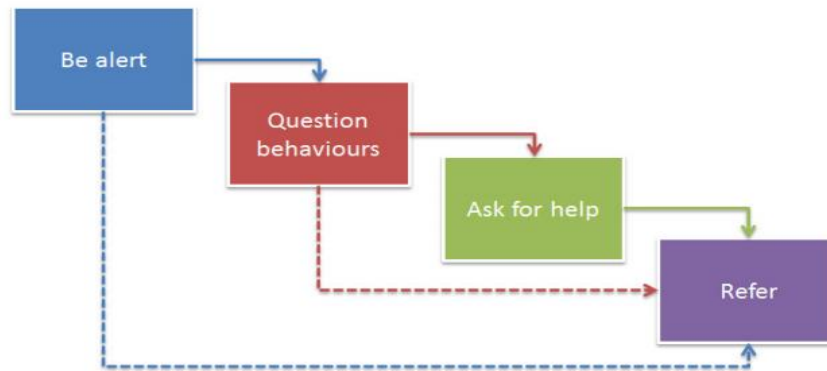 Be alert
Question
behaviours
Ask for help
Refer